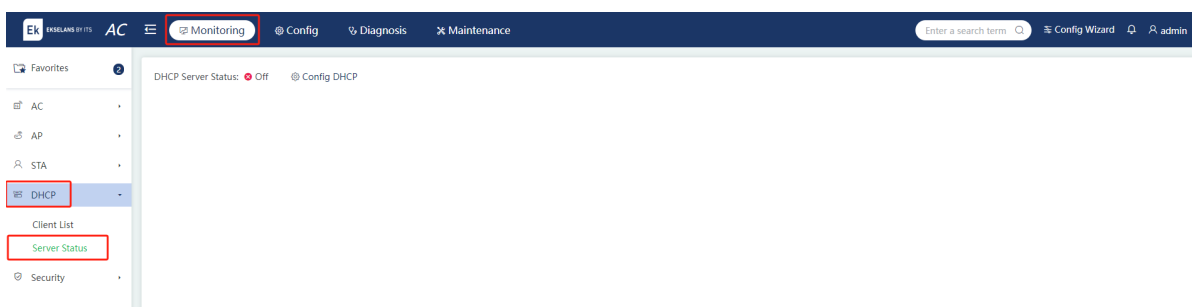 Ek EKSELANS BY ITS AC Monitoring Config Diagnosis Maintenance Enter a search term Config Wizard admin
Favorites 2
DHCP Server Status: Off Config DHCP
AC
AP
STA
DHCP
Client List
Server Status
Security